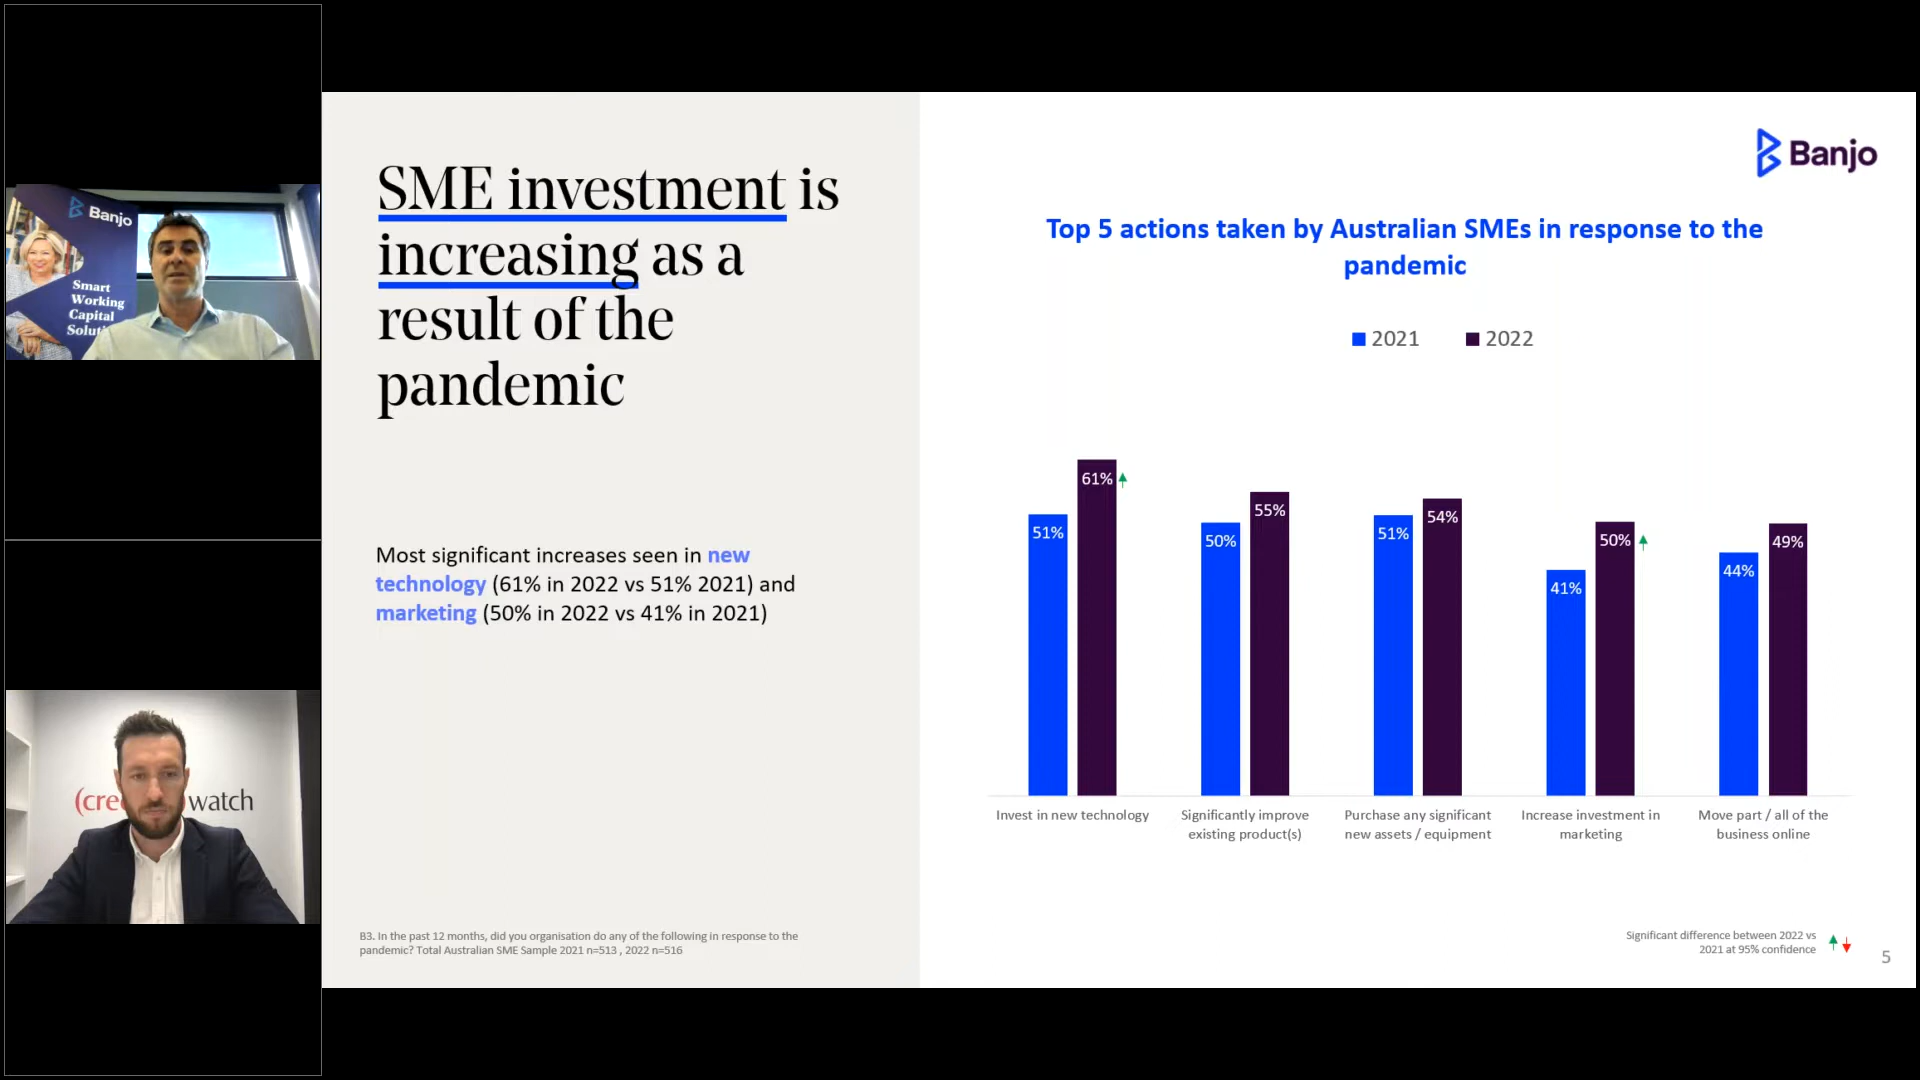 Banjo
Smart
Working
Capital
SME investment is
increasing as a
result of the
pandemic
Most significant increases seen in new
technology (61% in 2022 vs 51% 2021) and
marketing (50% in 2022 vs 41% in 2021)
B3. In the past 12 months, did you organisation do any of the following in response to the
pandemic? Total Australian SME Sample 2021 n=513 , 2022 n=516
Banjo
Top 5 actions taken by Australian SMEs in response to the
pandemic
2021 2022
51% 61% 50% 55% 51% 54% 41% 50% 44% 49%
Invest in new technology
Significantly improve
existing product(s)
Purchase any significant
new assets / equipment
Increase investment in
marketing
Move part / all of the
business online
Significant difference between 2022 vs
2021 at 95% confidence
5
watch